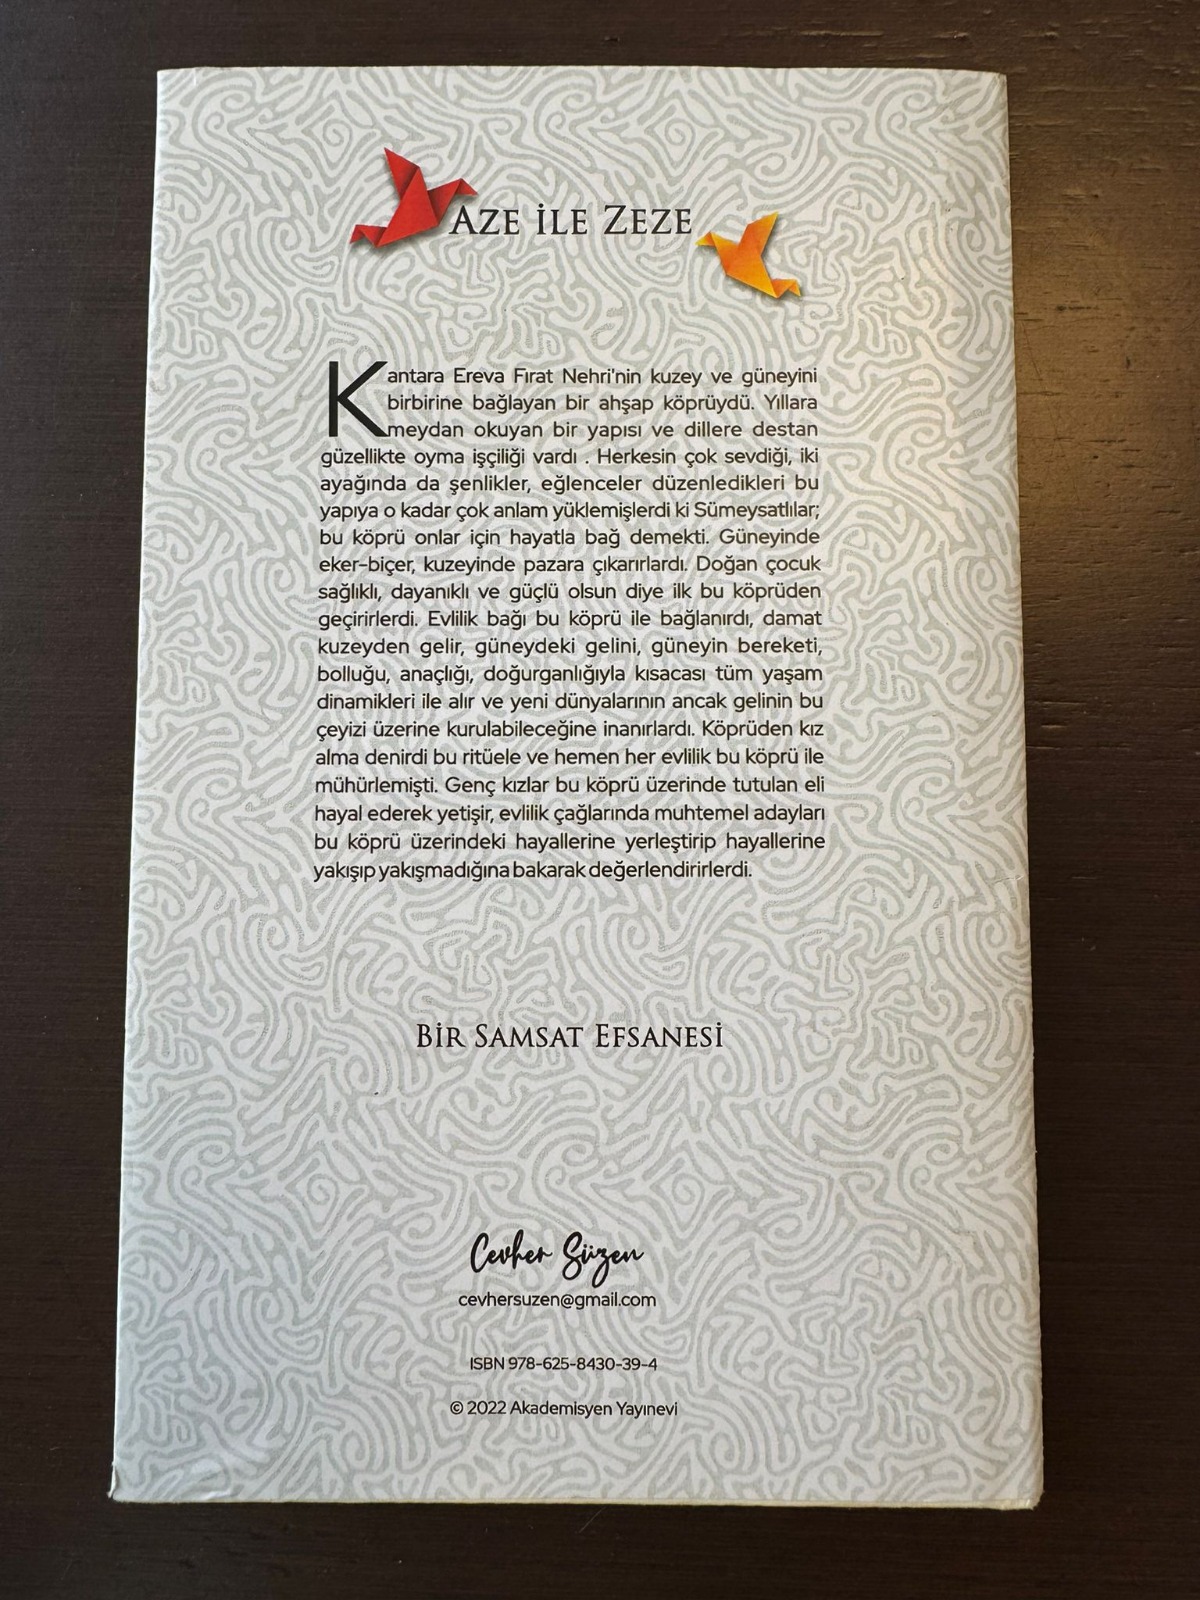 AZE İLE ZEZE
Kantara Ereva Fırat Nehri'nin kuzey ve güneyini
birbirine bağlayan bir ahşap köprüydü. Yıllara
meydan okuyan bir yapısı ve dillere destan
güzellikte oyma işçiliği vardı . Herkesin çok sevdiği, iki
ayağında da şenlikler, eğlenceler düzenledikleri bu
yapıya o kadar çok anlam yüklemişlerdi ki Sümeysatlılar;
bu köprü onlar için hayatla bağ demekti. Güneyinde
eker-biçer, kuzeyinde pazara çıkarırlardı. Doğan çocuk
sağlıklı, dayanıklı ve güçlü olsun diye ilk bu köprüden
geçirirlerdi. Evlilik bağı bu köprü ile bağlanırdı, damat
kuzeyden gelir, güneydeki gelini, güneyin bereketi,
bolluğu, anaçlığı, doğurganlığıyla kısacası tüm yaşam
dinamikleri ile alır ve yeni dünyalarının ancak gelinin bu
çeyizi üzerine kurulabileceğine inanırlardı. Köprüden kız
alma denirdi bu ritüele ve hemen her evlilik bu köprü ile
mühürlemişti. Genç kızlar bu köprü üzerinde tutulan eli
hayal ederek yetişir, evlilik çağlarında muhtemel adayları
bu köprü üzerindeki hayallerine yerleştirip hayallerine
yakışıp yakışmadığına bakarak değerlendirirlerdi.
BİR SAMSAT EFSANESİ
Cevher Süzen
cevhersuzen@gmail.com
ISBN 978-625-8430-39-4
© 2022 Akademisyen Yayınevi